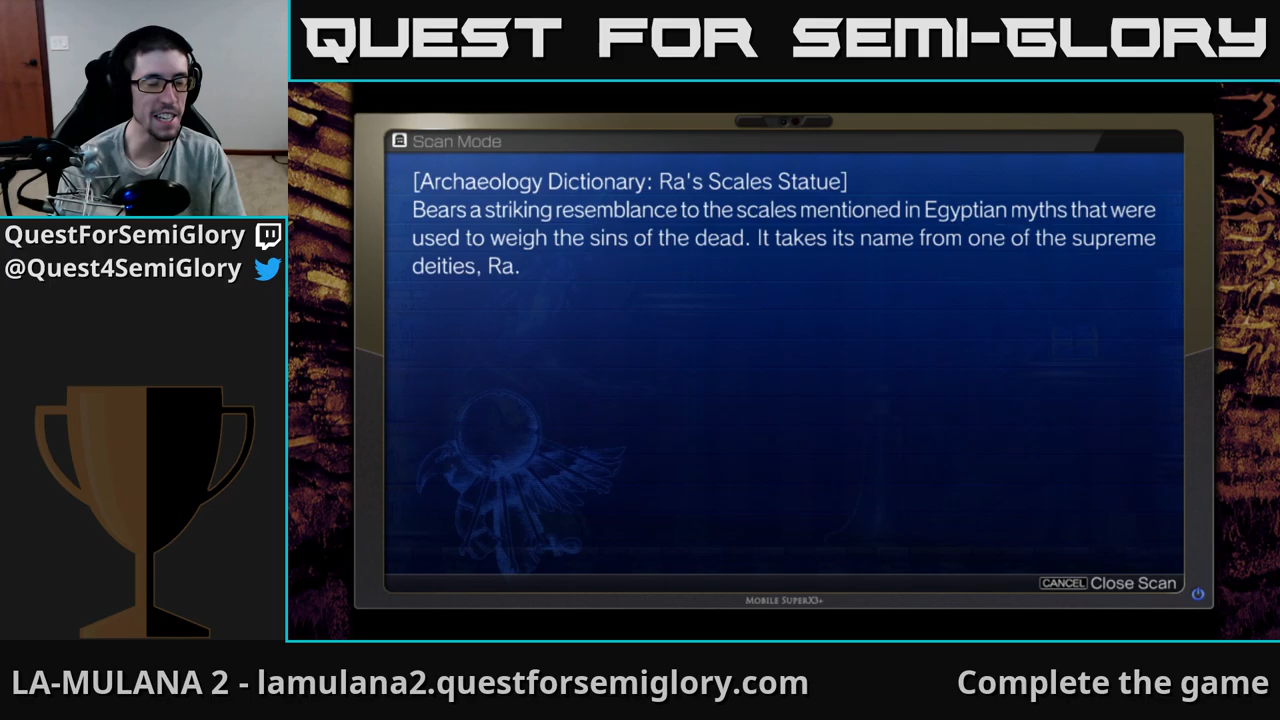 QUEST FOR SEMI-GLORY
QuestForSemiGlory
@Quest4SemiGlory
Scan Mode
[Archaeology Dictionary: Ra's Scales Statue]
Bears a striking resemblance to the scales mentioned in Egyptian myths that were
used to weigh the sins of the dead. It takes its name from one of the supreme
deities, Ra.
CANCEL Close Scan
MOBILE SUPERX3+
LA-MULANA 2 - lamulana2.questforsemiglory.com
Complete the game